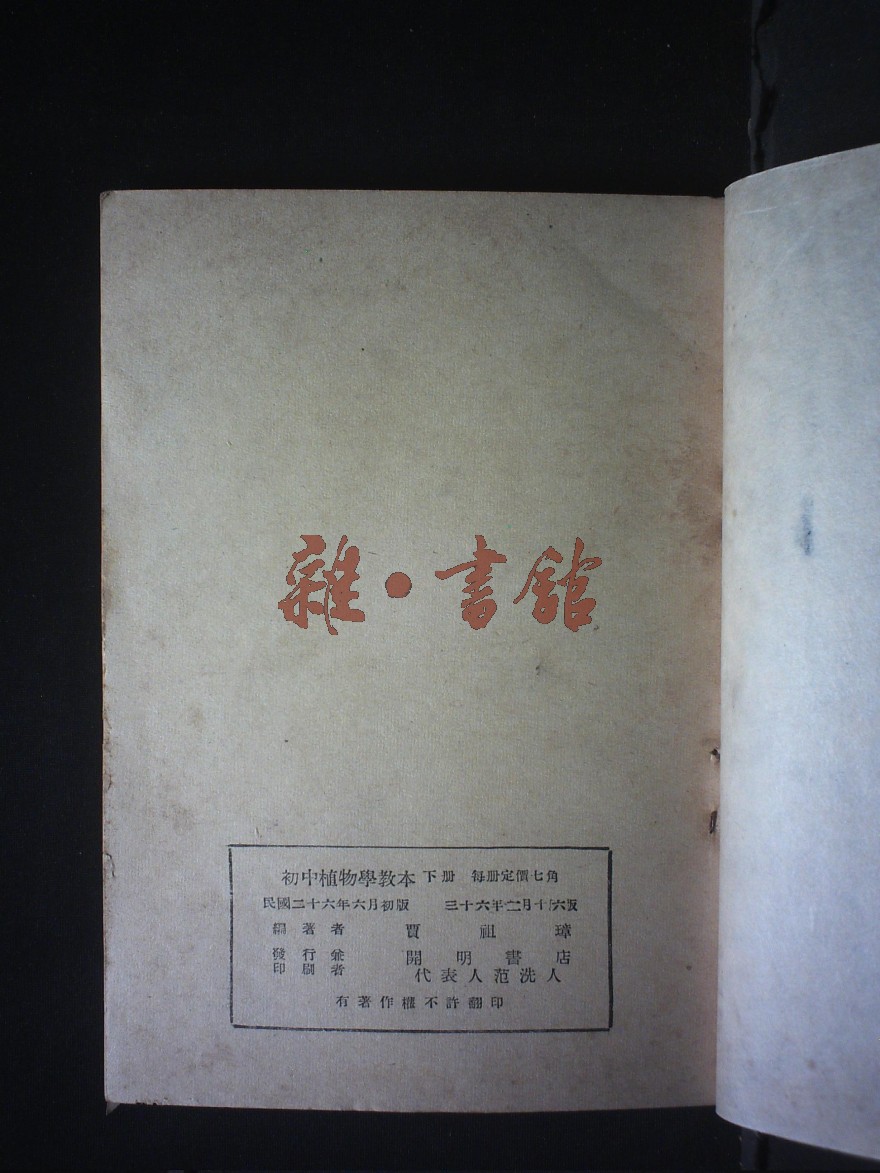 雜·書館
初中植物學教本 下册 每册定價七角
民國二十六年六月初版 三十六年二月十六版
編著者 賈祖璋
發行兼 開明書店
印刷者 代表人范洗人
有著作權不許翻印